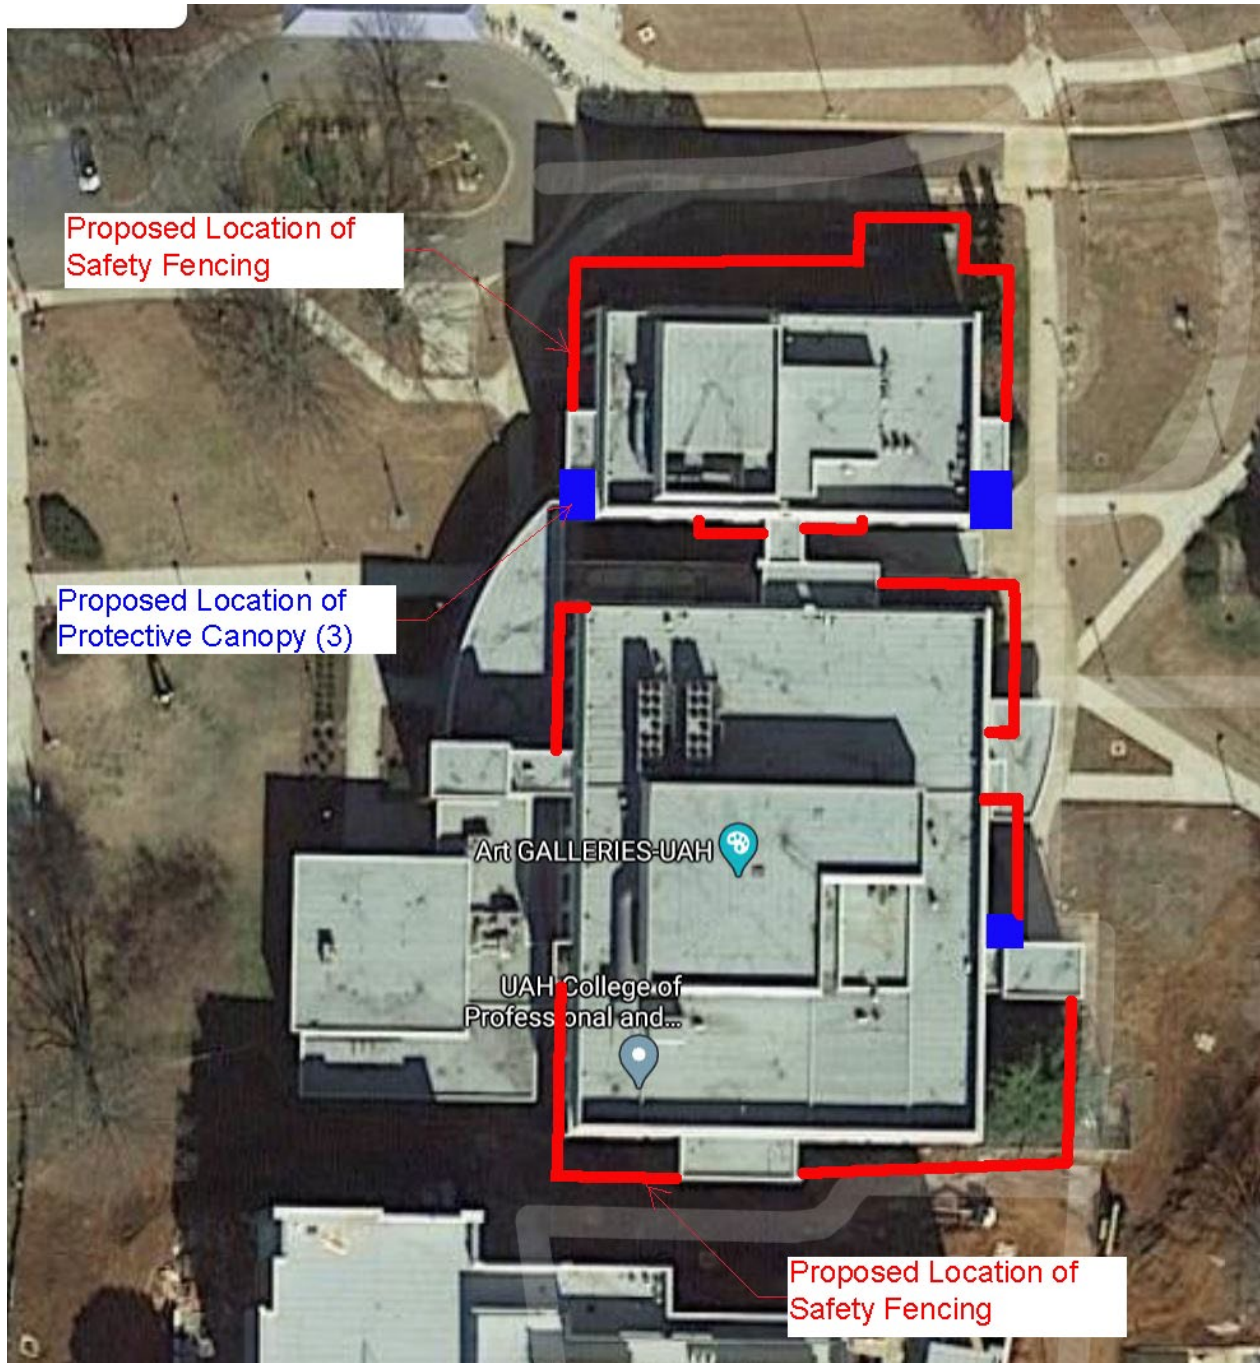 Proposed Location of
Safety Fencing
Proposed Location of
Protective Canopy (3)
Art GALLERIES-UAH
UAH College of
Professional and...
Proposed Location of
Safety Fencing